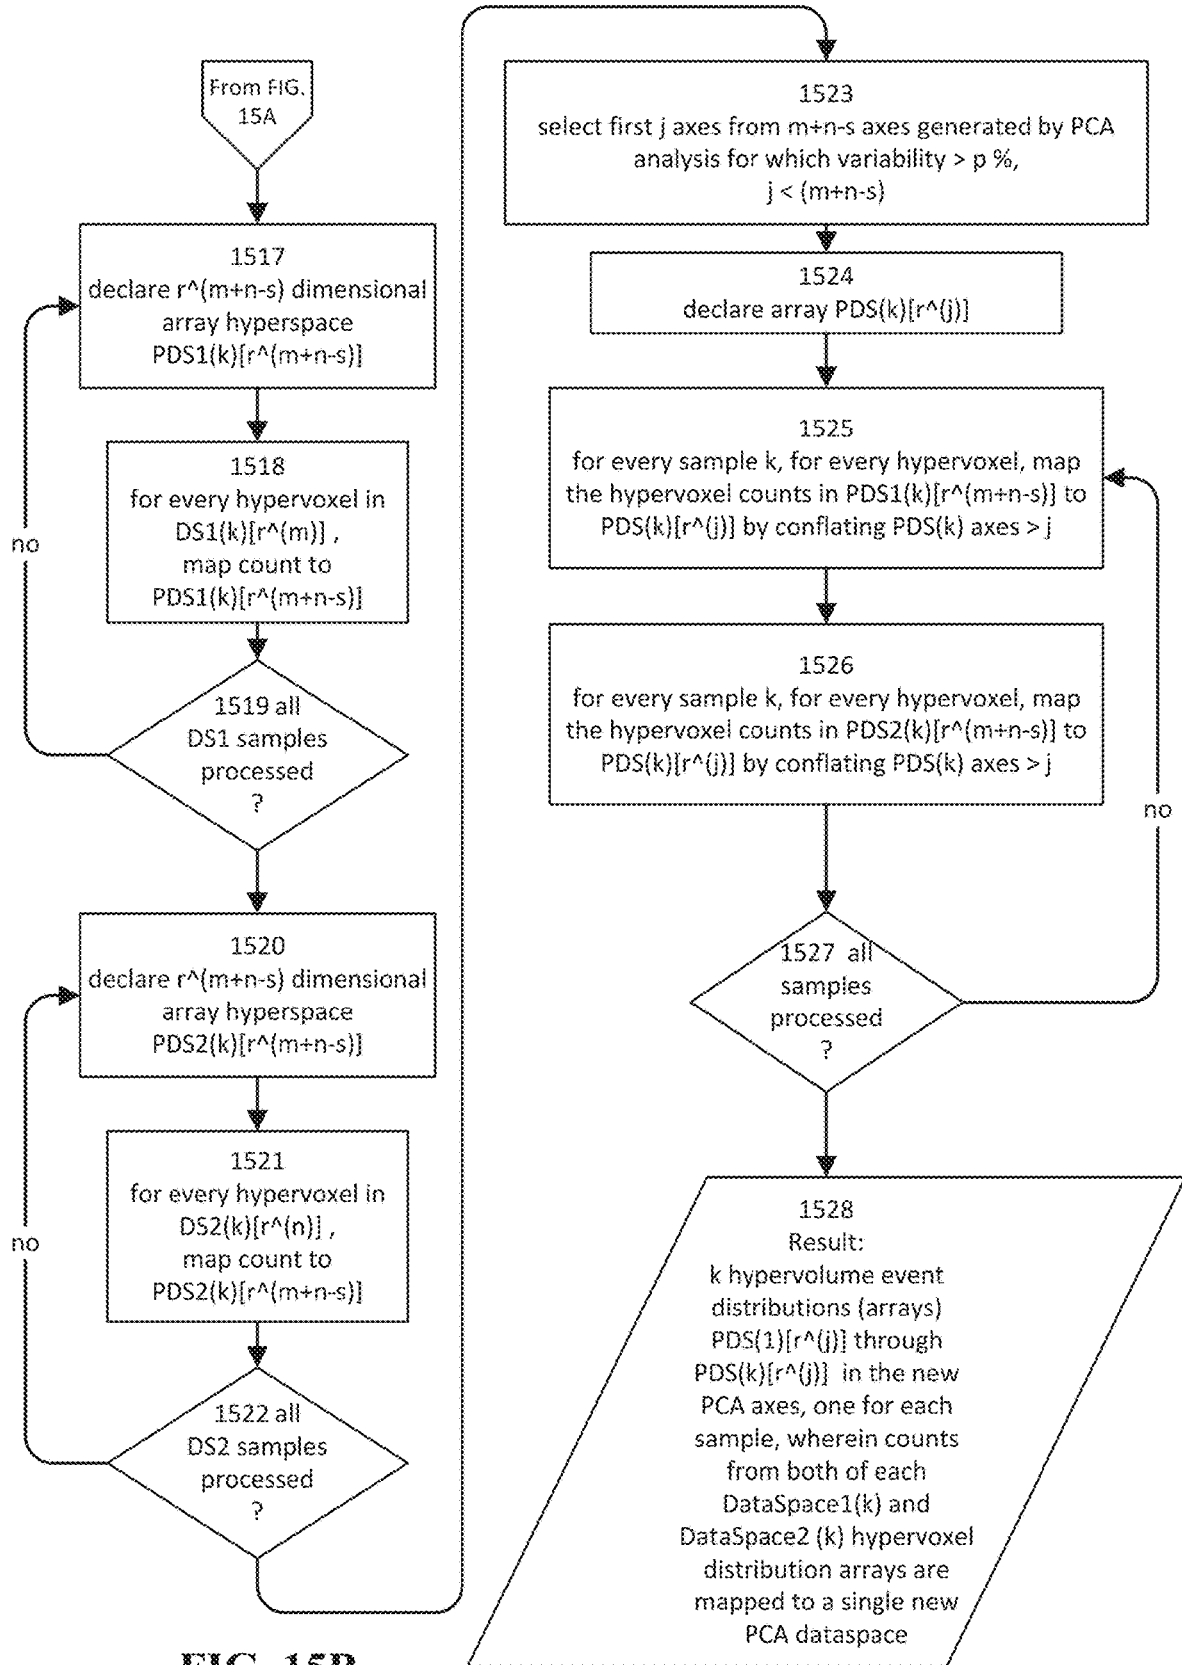 From FIG.
15A
1517
declare r^(m+n-s) dimensional
array hyperspace
PDS1(k)[r^(m+n-s)]
1518
for every hypervoxel in
DS1(k)[r^(m)] ,
map count to
PDS1(k)[r^(m+n-s)]
no
1519 all
DS1 samples
processed
?
1520
declare r^(m+n-s) dimensional
array hyperspace
PDS2(k)[r^(m+n-s)]
1521
for every hypervoxel in
DS2(k)[r^(n)] ,
map count to
PDS2(k)[r^(m+n-s)]
no
1522 all
DS2 samples
processed
?
1523
select first j axes from m+n-s axes generated by PCA
analysis for which variability > p %,
j < (m+n-s)
1524
declare array PDS(k)[r^(j)]
1525
for every sample k, for every hypervoxel, map
the hypervoxel counts in PDS1(k)[r^(m+n-s)] to
PDS(k)[r^(j)] by conflating PDS(k) axes > j
1526
for every sample k, for every hypervoxel, map
the hypervoxel counts in PDS2(k)[r^(m+n-s)] to
PDS(k)[r^(j)] by conflating PDS(k) axes > j
no
1527 all
samples
processed
?
1528
Result:
k hypervolume event
distributions (arrays)
PDS(1)[r^(j)] through
PDS(k)[r^(j)] in the new
PCA axes, one for each
sample, wherein counts
from both of each
DataSpace1(k) and
DataSpace2 (k) hypervoxel
distribution arrays are
mapped to a single new
PCA dataspace
FIG. 15B